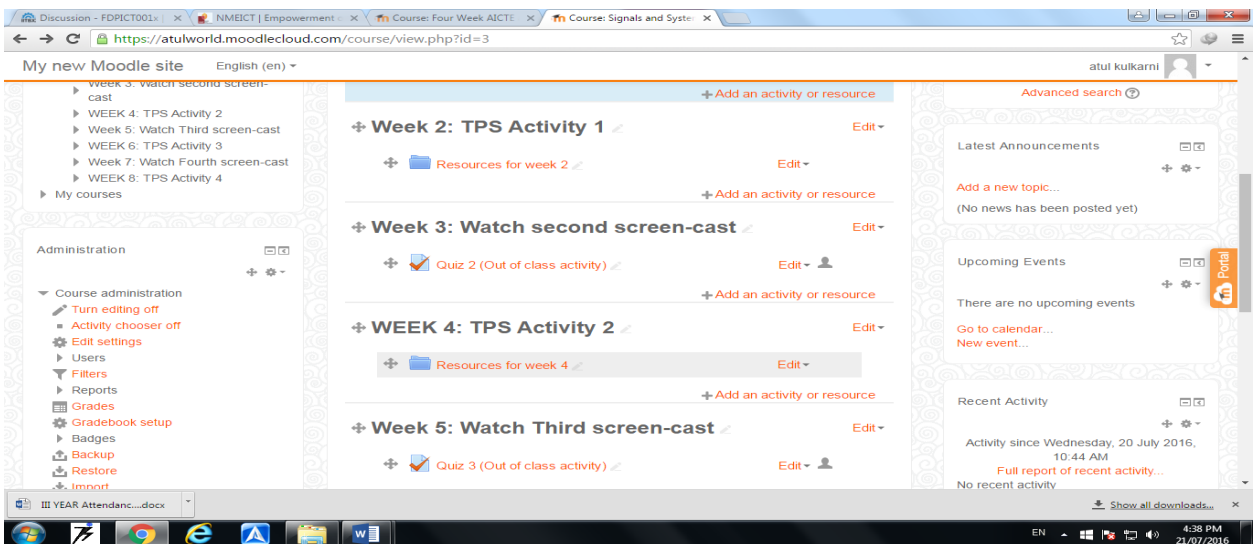 Discussion - FDPICT001x |
NMEICT | Empowerment o
Course: Four Week AICTE
Course: Signals and System
https://atulworld.moodlecloud.com/course/view.php?id=3
My new Moodle site
English (en)
atul kulkarni
Week 3: Watch second screen-
cast
WEEK 4: TPS Activity 2
Week 5: Watch Third screen-cast
WEEK 6: TPS Activity 3
Week 7: Watch Fourth screen-cast
WEEK 8: TPS Activity 4
My courses
Administration
Course administration
Turn editing off
Activity chooser off
Edit settings
Users
Filters
Reports
Grades
Gradebook setup
Badges
Backup
Restore
Import
Add an activity or resource
Week 2: TPS Activity 1
Edit
Resources for week 2
Edit
Add an activity or resource
Week 3: Watch second screen-cast
Edit
Quiz 2 (Out of class activity)
Edit
Add an activity or resource
WEEK 4: TPS Activity 2
Edit
Resources for week 4
Edit
Add an activity or resource
Week 5: Watch Third screen-cast
Edit
Quiz 3 (Out of class activity)
Edit
Advanced search
Latest Announcements
Add a new topic...
(No news has been posted yet)
Upcoming Events
There are no upcoming events
Go to calendar...
New event...
Recent Activity
Activity since Wednesday, 20 July 2016,
10:44 AM
Full report of recent activity...
No recent activity
Portal
III YEAR Attendanc....docx
Show all downloads...
EN
4:38 PM
21/07/2016